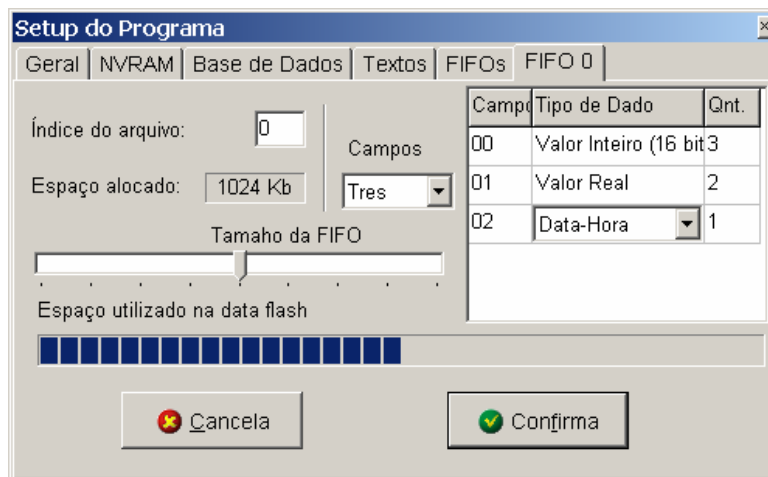 Setup do Programa
Geral NVRAM Base de Dados Textos FIFOs FIFO 0
Índice do arquivo: 0
Espaço alocado: 1024 Kb
Campos
Tres
Tamaho da FIFO
Espaço utilizado na data flash
Campo Tipo de Dado Qnt.
00 Valor Inteiro (16 bit 3
01 Valor Real 2
02 Data-Hora 1
Cancela Confirma